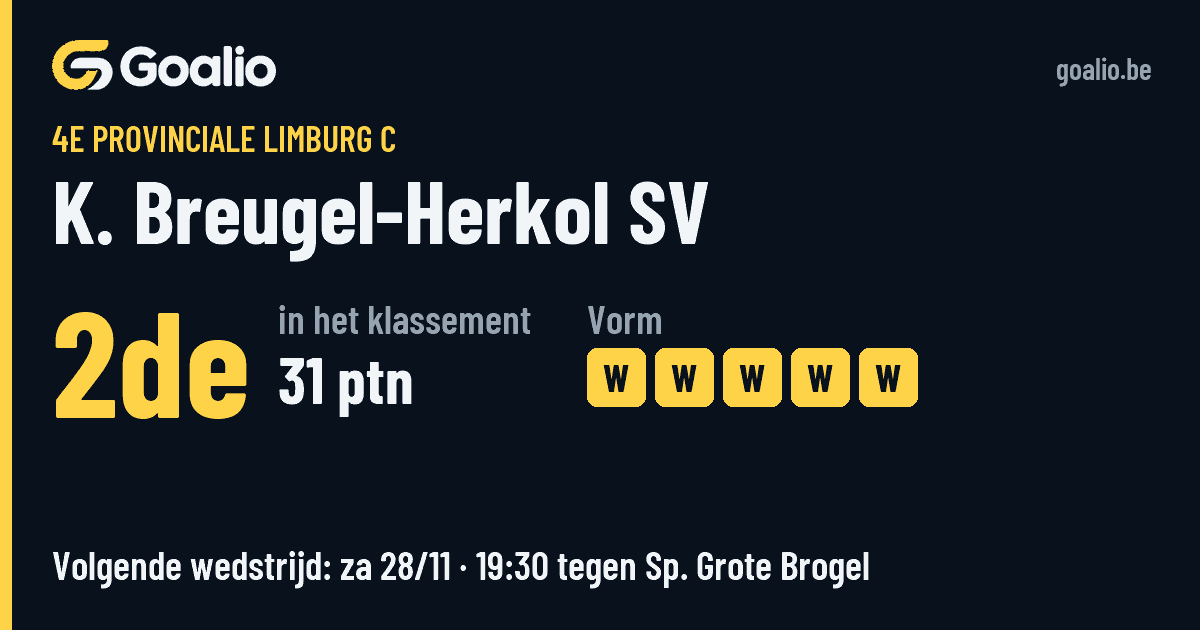 Goalio
goalio.be
4E PROVINCIALE LIMBURG C
K. Breugel-Herkol SV
2de
in het klassement
31 ptn
Vorm
W W W W W
Volgende wedstrijd: za 28/11 · 19:30 tegen Sp. Grote Brogel